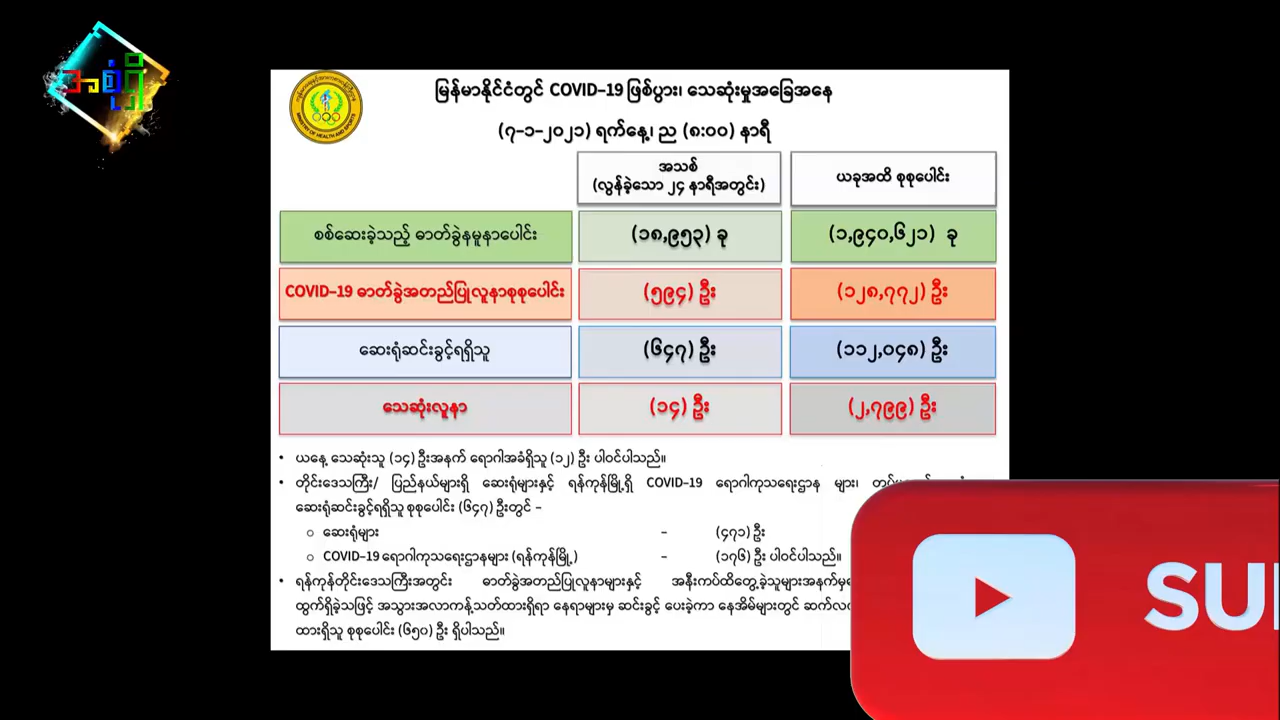 အစုံရှိ
မြန်မာနိုင်ငံတွင် COVID–19 ဖြစ်ပွား၊ သေဆုံးမှုအခြေအနေ
(၇–၁–၂၀၂၁) ရက်နေ့၊ ည (၈:၀၀) နာရီ
အသစ်
(လွန်ခဲ့သော ၂၄ နာရီအတွင်း)
ယခုအထိ စုစုပေါင်း
စစ်ဆေးခဲ့သည့် ဓာတ်ခွဲနမူနာပေါင်း (၁၈,၉၅၃) ခု (၁,၉၄၀,၆၂၁) ခု
COVID–19 ဓာတ်ခွဲအတည်ပြုလူနာစုစုပေါင်း (၅၉၄) ဦး (၁၂၈,၇၇၂) ဦး
ဆေးရုံဆင်းခွင့်ရရှိသူ (၆၄၇) ဦး (၁၁၂,၀၄၈) ဦး
သေဆုံးလူနာ (၁၄) ဦး (၂,၇၉၉) ဦး
• ယနေ့ သေဆုံးသူ (၁၄) ဦးအနက် ရောဂါအခံရှိသူ (၁၂) ဦး ပါဝင်ပါသည်။
• တိုင်းဒေသကြီး/ ပြည်နယ်များရှိ ဆေးရုံများနှင့် ရန်ကုန်မြို့ရှိ COVID–19 ရောဂါကုသရေးဌာန များ၊
ဆေးရုံဆင်းခွင့်ရရှိသူ စုစုပေါင်း (၆၄၇) ဦးတွင် –
○ ဆေးရုံများ – (၄၇၁) ဦး
○ COVID–19 ရောဂါကုသရေးဌာနများ (ရန်ကုန်မြို့) – (၁၇၆) ဦး ပါဝင်ပါသည်။
• ရန်ကုန်တိုင်းဒေသကြီးအတွင်း ဓာတ်ခွဲအတည်ပြုလူနာများနှင့် အနီးကပ်ထိတွေ့ခဲ့သူများအနက်မှ
ထွက်ရှိခဲ့သဖြင့် အသွားအလာကန့်သတ်ထားရှိရာ နေရာများမှ ဆင်းခွင့် ပေးခဲ့ကာ နေအိမ်များတွင်
ထားရှိသူ စုစုပေါင်း (၆၅၀) ဦး ရှိပါသည်။
SU